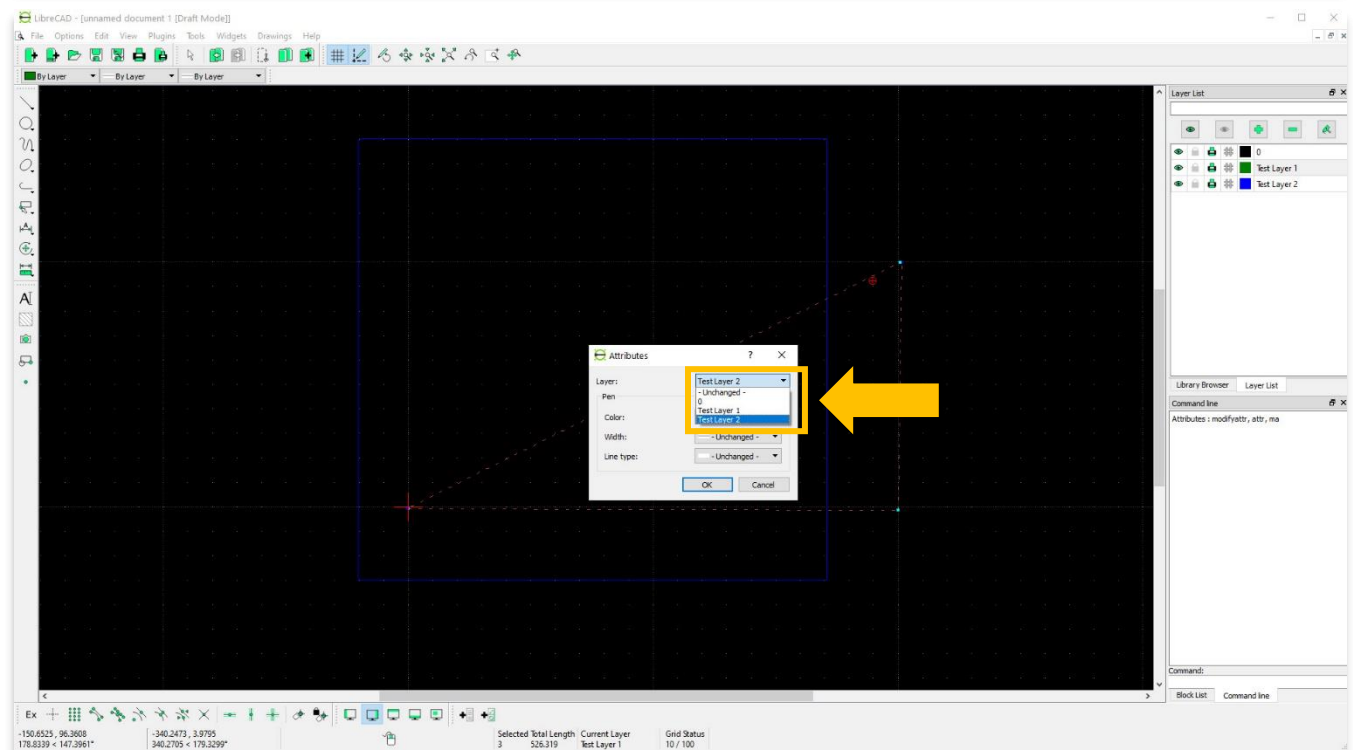 LibreCAD - [unnamed document 1 [Draft Mode]]
File Options Edit View Plugins Tools Widgets Drawings Help
By Layer By Layer By Layer
Layer List
0
Test Layer 1
Test Layer 2
Attributes ? ×
Layer: Test Layer 2
- Unchanged -
0
Test Layer 1
Test Layer 2
Pen
Color:
Width: - Unchanged -
Line type: - Unchanged -
OK Cancel
Library Browser Layer List
Command line
Attributes : modifyattr, attr, ma
Command:
Block List Command line
Ex
-150.6525 , 96.3608 -340.2473 , 3.9795 Selected Total Length Current Layer Grid Status
178.8339 < 147.3961° 340.2705 < 179.3299° 3 526.319 Test Layer 1 10 / 100